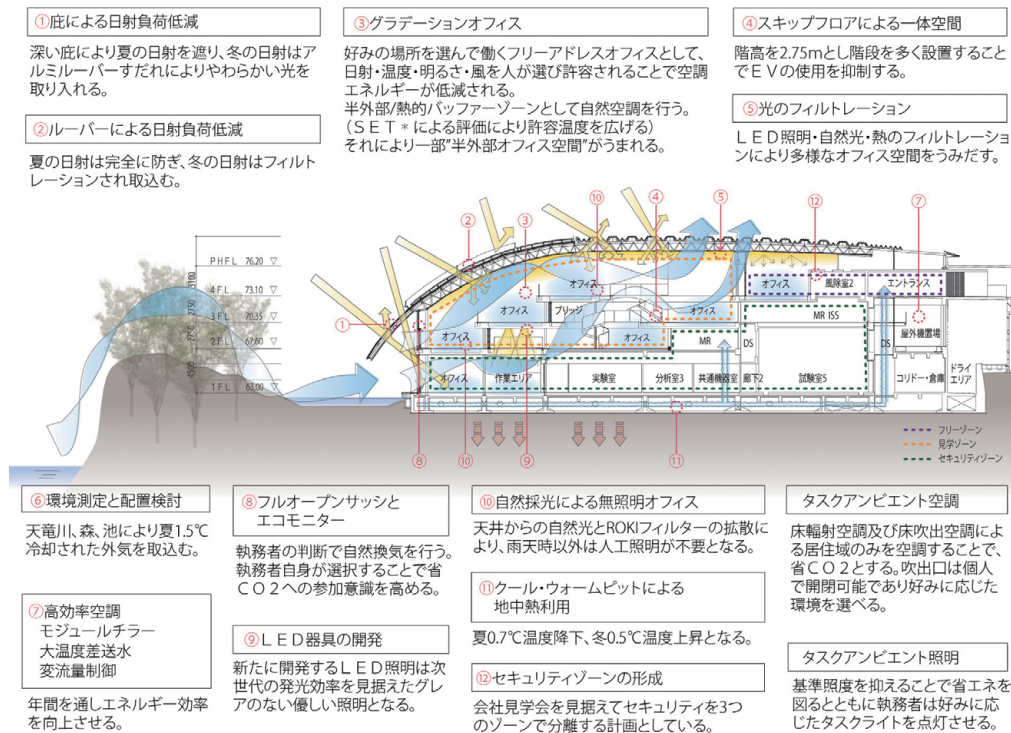 ①庇による日射負荷低減
深い庇により夏の日射を遮り、冬の日射はア
ルミルーバーすだれによりやわらかい光を
取り入れる。
②ルーバーによる日射負荷低減
夏の日射は完全に防ぎ、冬の日射はフィルト
レーションされ取込む。
③グラデーションオフィス
好みの場所を選んで働くフリーアドレスオフィスとして、
日射・温度・明るさ・風を人が選び許容されることで空調
エネルギーが低減される。
半外部/熱的バッファーゾーンとして自然空調を行う。
(SET*による評価により許容温度を広げる)
それにより一部"半外部オフィス空間"がうまれる。
④スキップフロアによる一体空間
階高を2.75mとし階段を多く設置すること
でEVの使用を抑制する。
⑤光のフィルトレーション
LED照明・自然光・熱のフィルトレーショ
ンにより多様なオフィス空間をうみだす。
② ③ ⑩ ④ ⑤ ⑫ ⑦
PHFL 76.20
3100
4FL 73.10
2750
3FL 70.35
2750
2FL 67.60
4500
1FL 63.00
①
オフィス
オフィス
ブリッジ
オフィス
オフィス
オフィス
オフィス
風除室2
エントランス
MR ISS
MR
DS
DS
屋外機置場
オフィス
作業エリア
実験室
分析室3
共通機器室
廊下2
試験室5
コリドー・倉庫
ドライ
エリア
フリーゾーン
見学ゾーン
セキュリティゾーン
⑧ ⑩ ⑨ ⑪
⑥環境測定と配置検討
天竜川、森、池により夏1.5℃
冷却された外気を取込む。
⑦高効率空調
モジュールチラー
大温度差送水
変流量制御
年間を通しエネルギー効率
を向上させる。
⑧フルオープンサッシと
エコモニター
執務者の判断で自然換気を行う。
執務者自身が選択することで省
CO2への参加意識を高める。
⑨LED器具の開発
新たに開発するLED照明は次
世代の発光効率を見据えたグレ
アのない優しい照明となる。
⑩自然採光による無照明オフィス
天井からの自然光とROKIフィルターの拡散に
より、雨天時以外は人工照明が不要となる。
⑪クール・ウォームピットによる
地中熱利用
夏0.7℃温度降下、冬0.5℃温度上昇となる。
⑫セキュリティゾーンの形成
会社見学会を見据えてセキュリティを3つ
のゾーンで分離する計画としている。
タスクアンビエント空調
床輻射空調及び床吹出空調によ
る居住域のみを空調することで、
省CO2とする。吹出口は個人
で開閉可能であり好みに応じた
環境を選べる。
タスクアンビエント照明
基準照度を抑えることで省エネを
図るとともに執務者は好みに応
じたタスクライトを点灯させる。